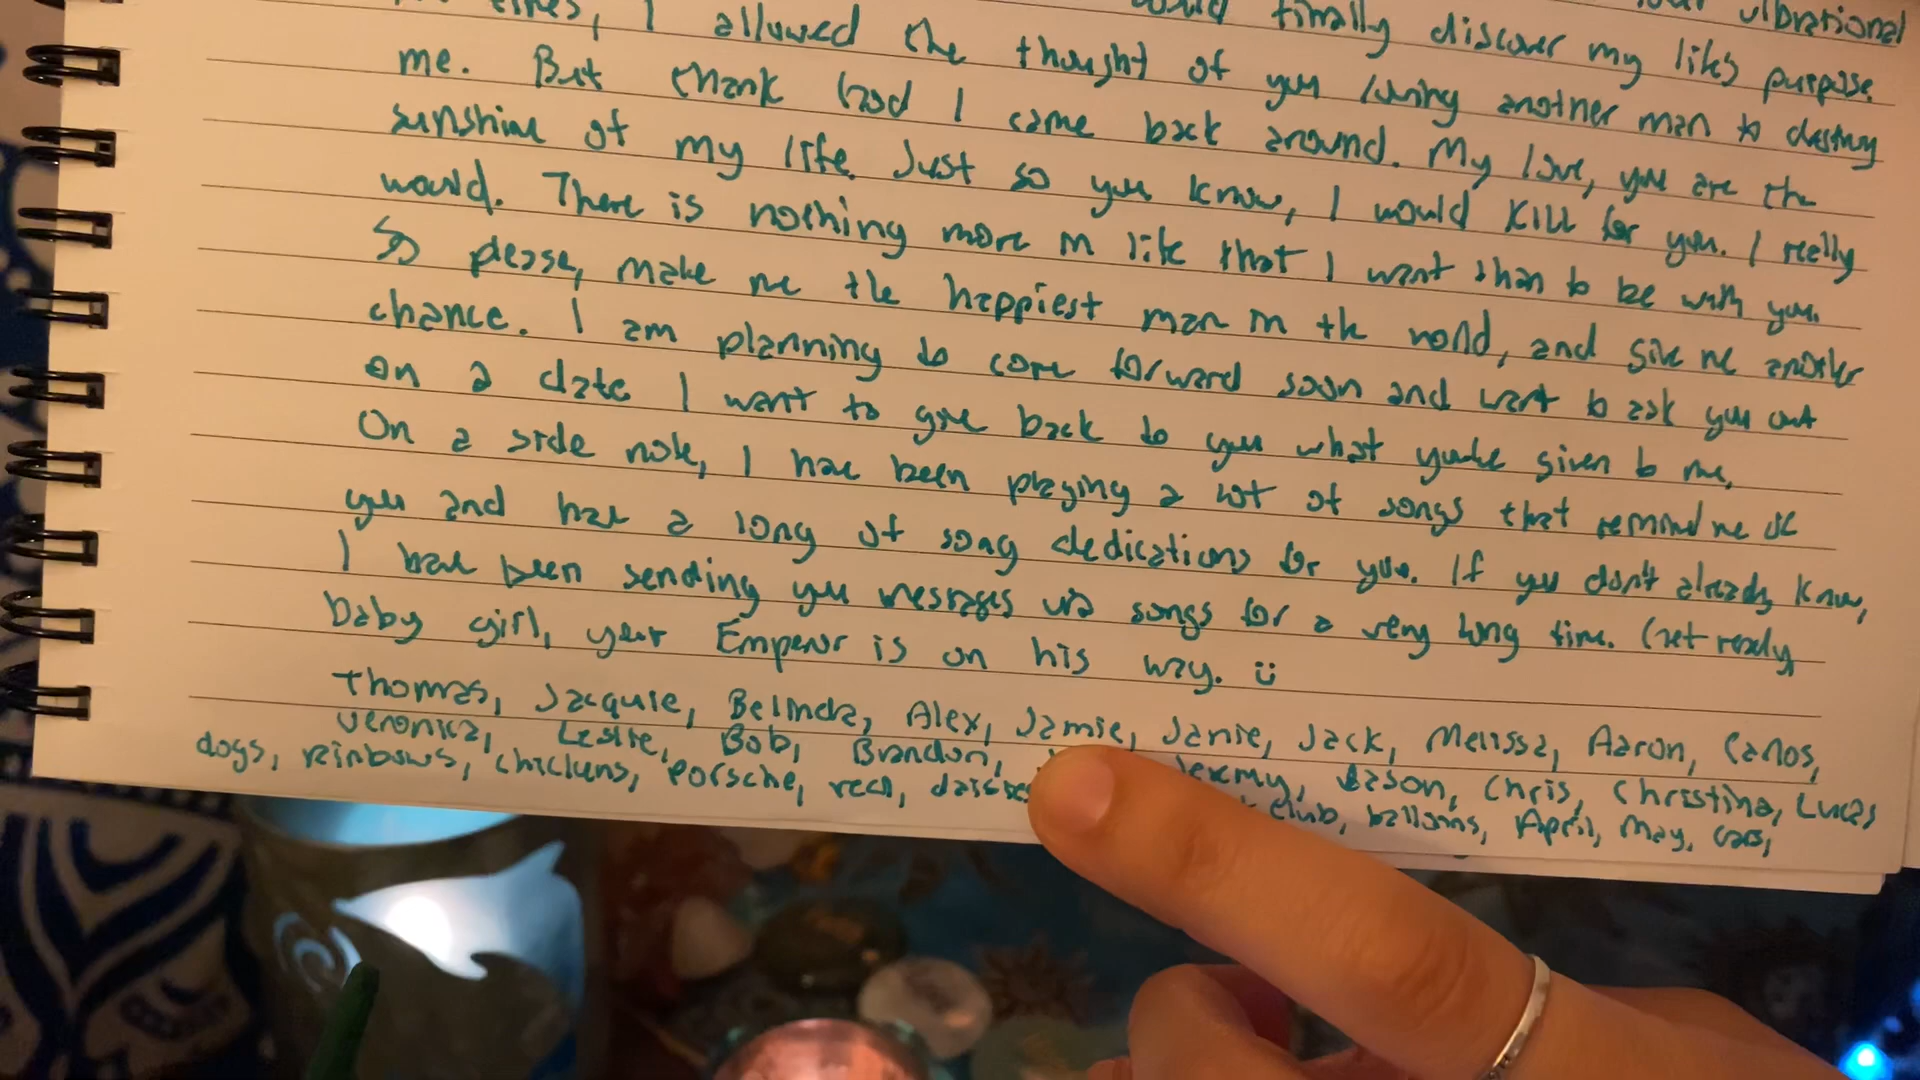 finally discover my life's purpose
times, I allowed the thought of you loving another man to destroy
me. But thank God I came back around. My love, you are the
sunshine of my life. Just so you know, I would KILL for you. I really
would. There is nothing more in life that I want than to be with you.
So please, make me the happiest man in the world, and give me another
chance. I am planning to come forward soon and want to ask you out
on a date I want to give back to you what you've given to me,
On a side note, I have been playing a lot of songs that remind me of
you and have a long of song dedications for you. If you don't already know,
I have been sending you messages via songs for a very long time. Get ready,
baby girl, your Emperor is on his way. ü
Thomas, Jacquie, Belinda, Alex, Jamie, Janie, Jack, Melissa, Aaron, Carlos,
Veronica, Leslie, Bob, Brandon, Jeremy, Jason, Chris, Christina, Lucas
dogs, rainbows, chickens, porsche, red, daisies club, balloons, April, May,